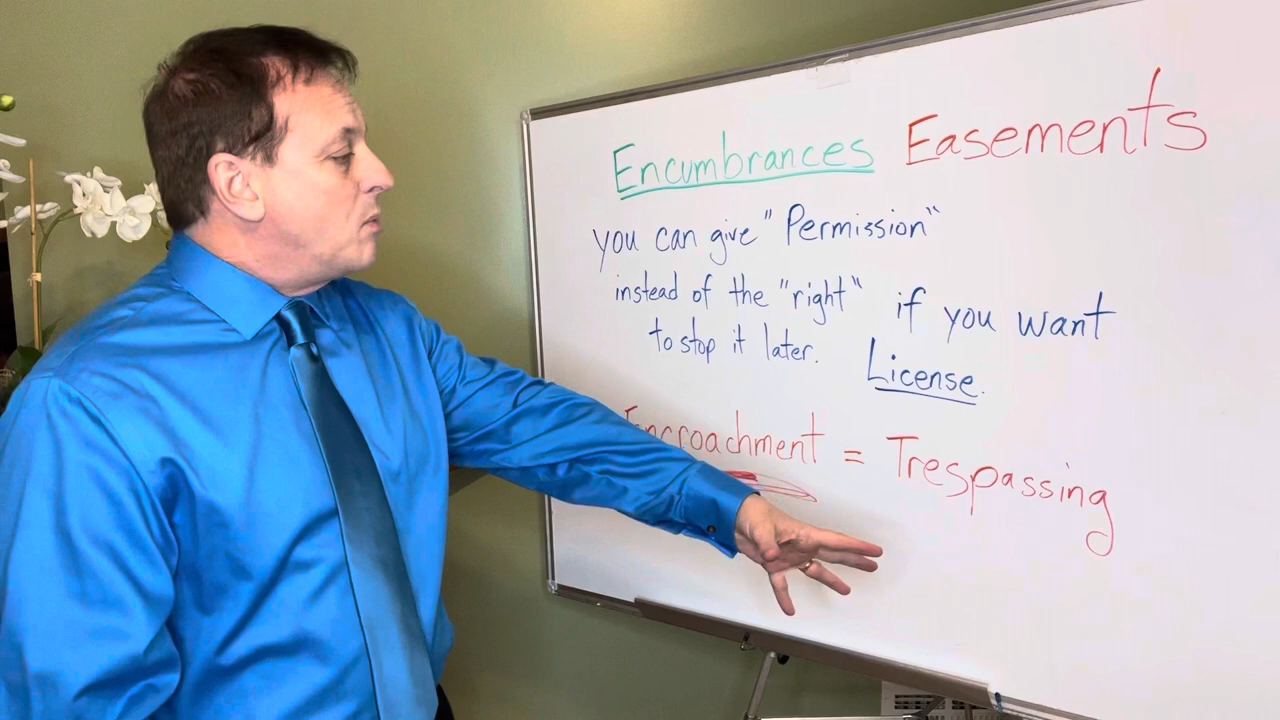 Encumbrances Easements
you can give "Permission"
instead of the "right" if you want
to stop it later. License.
Encroachment = Trespassing